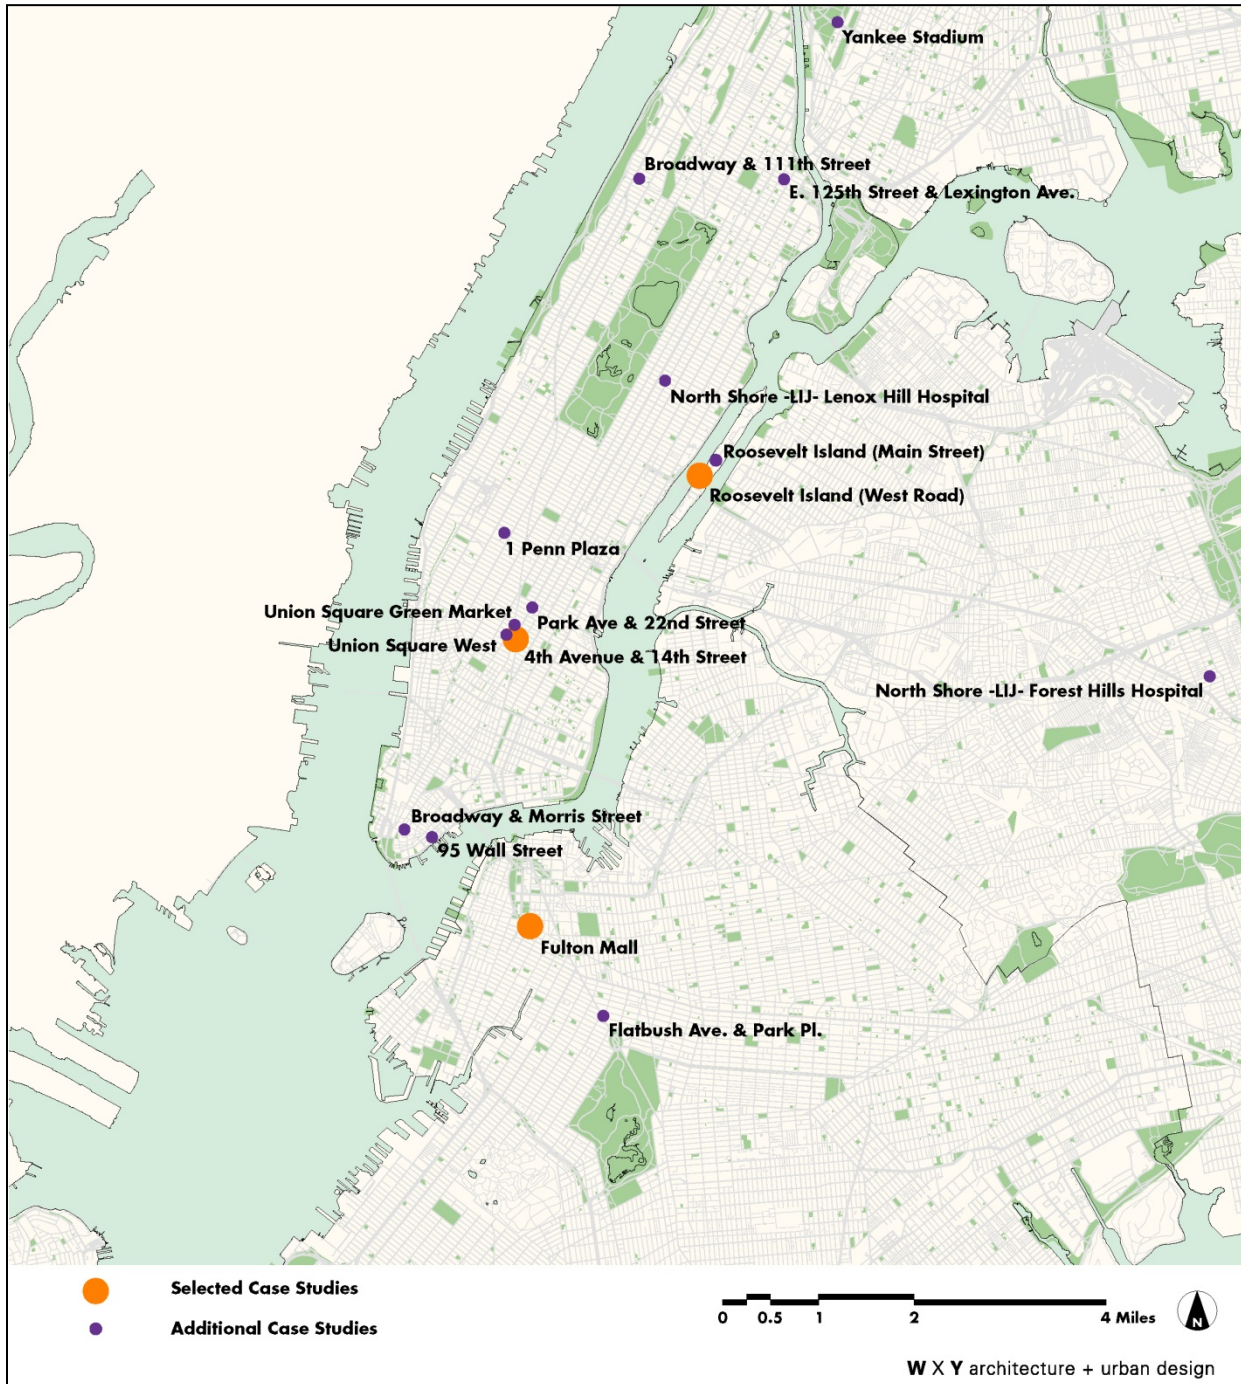 Yankee Stadium
Broadway & 111th Street
E. 125th Street & Lexington Ave.
North Shore -LIJ- Lenox Hill Hospital
Roosevelt Island (Main Street)
Roosevelt Island (West Road)
1 Penn Plaza
Union Square Green Market
Park Ave & 22nd Street
Union Square West
4th Avenue & 14th Street
North Shore -LIJ- Forest Hills Hospital
Broadway & Morris Street
95 Wall Street
Fulton Mall
Flatbush Ave. & Park Pl.
Selected Case Studies
Additional Case Studies
0 0.5 1 2 4 Miles
N
W X Y architecture + urban design